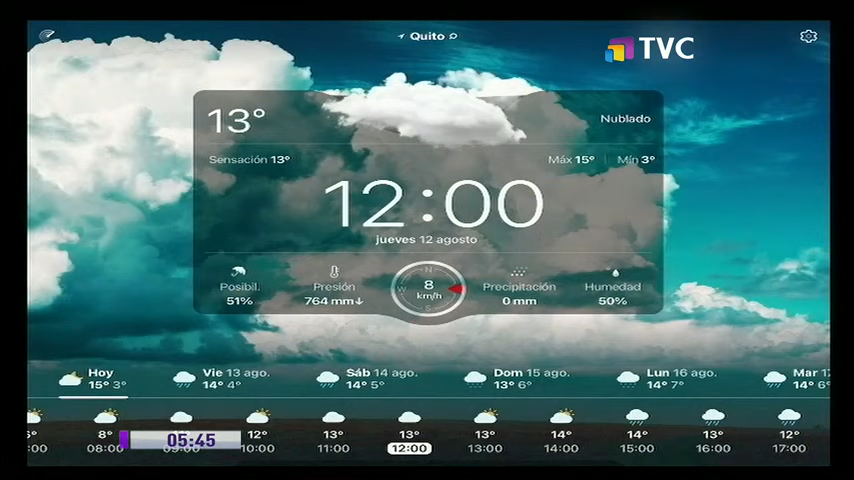 Quito
TVC
13°
Nublado
Sensación 13°
Máx 15°
Mín 3°
12:00
jueves 12 agosto
N
W
S
8
km/h
Posibil.
51%
Presión
764 mm↓
Precipitación
0 mm
Humedad
50%
Hoy
15° 3°
Vie 13 ago.
14° 4°
Sáb 14 ago.
14° 5°
Dom 15 ago.
13° 6°
Lun 16 ago.
14° 7°
Mar 1
14° 6°
8° 12° 13° 13° 13° 14° 15° 13° 12°
08:00 09:00 10:00 11:00 12:00 13:00 14:00 15:00 16:00 17:00
05:45